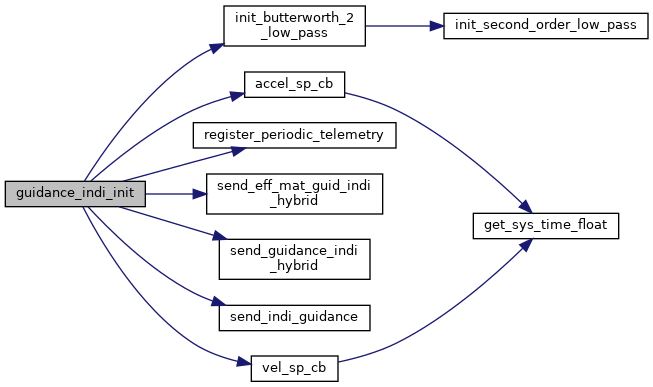 init_butterworth_2
_low_pass
init_second_order_low_pass
accel_sp_cb
register_periodic_telemetry
guidance_indi_init
send_eff_mat_guid_indi
_hybrid
get_sys_time_float
send_guidance_indi
_hybrid
send_indi_guidance
vel_sp_cb